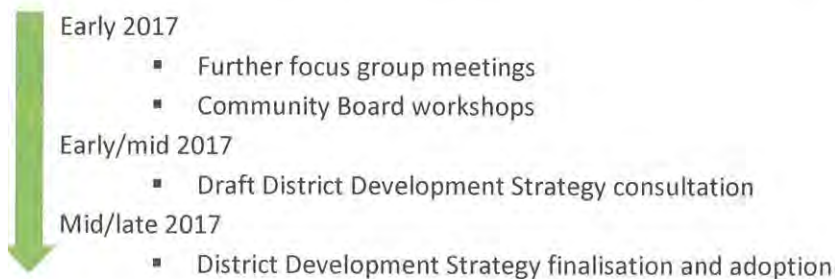 Early 2017
▪ Further focus group meetings
▪ Community Board workshops
Early/mid 2017
▪ Draft District Development Strategy consultation
Mid/late 2017
▪ District Development Strategy finalisation and adoption